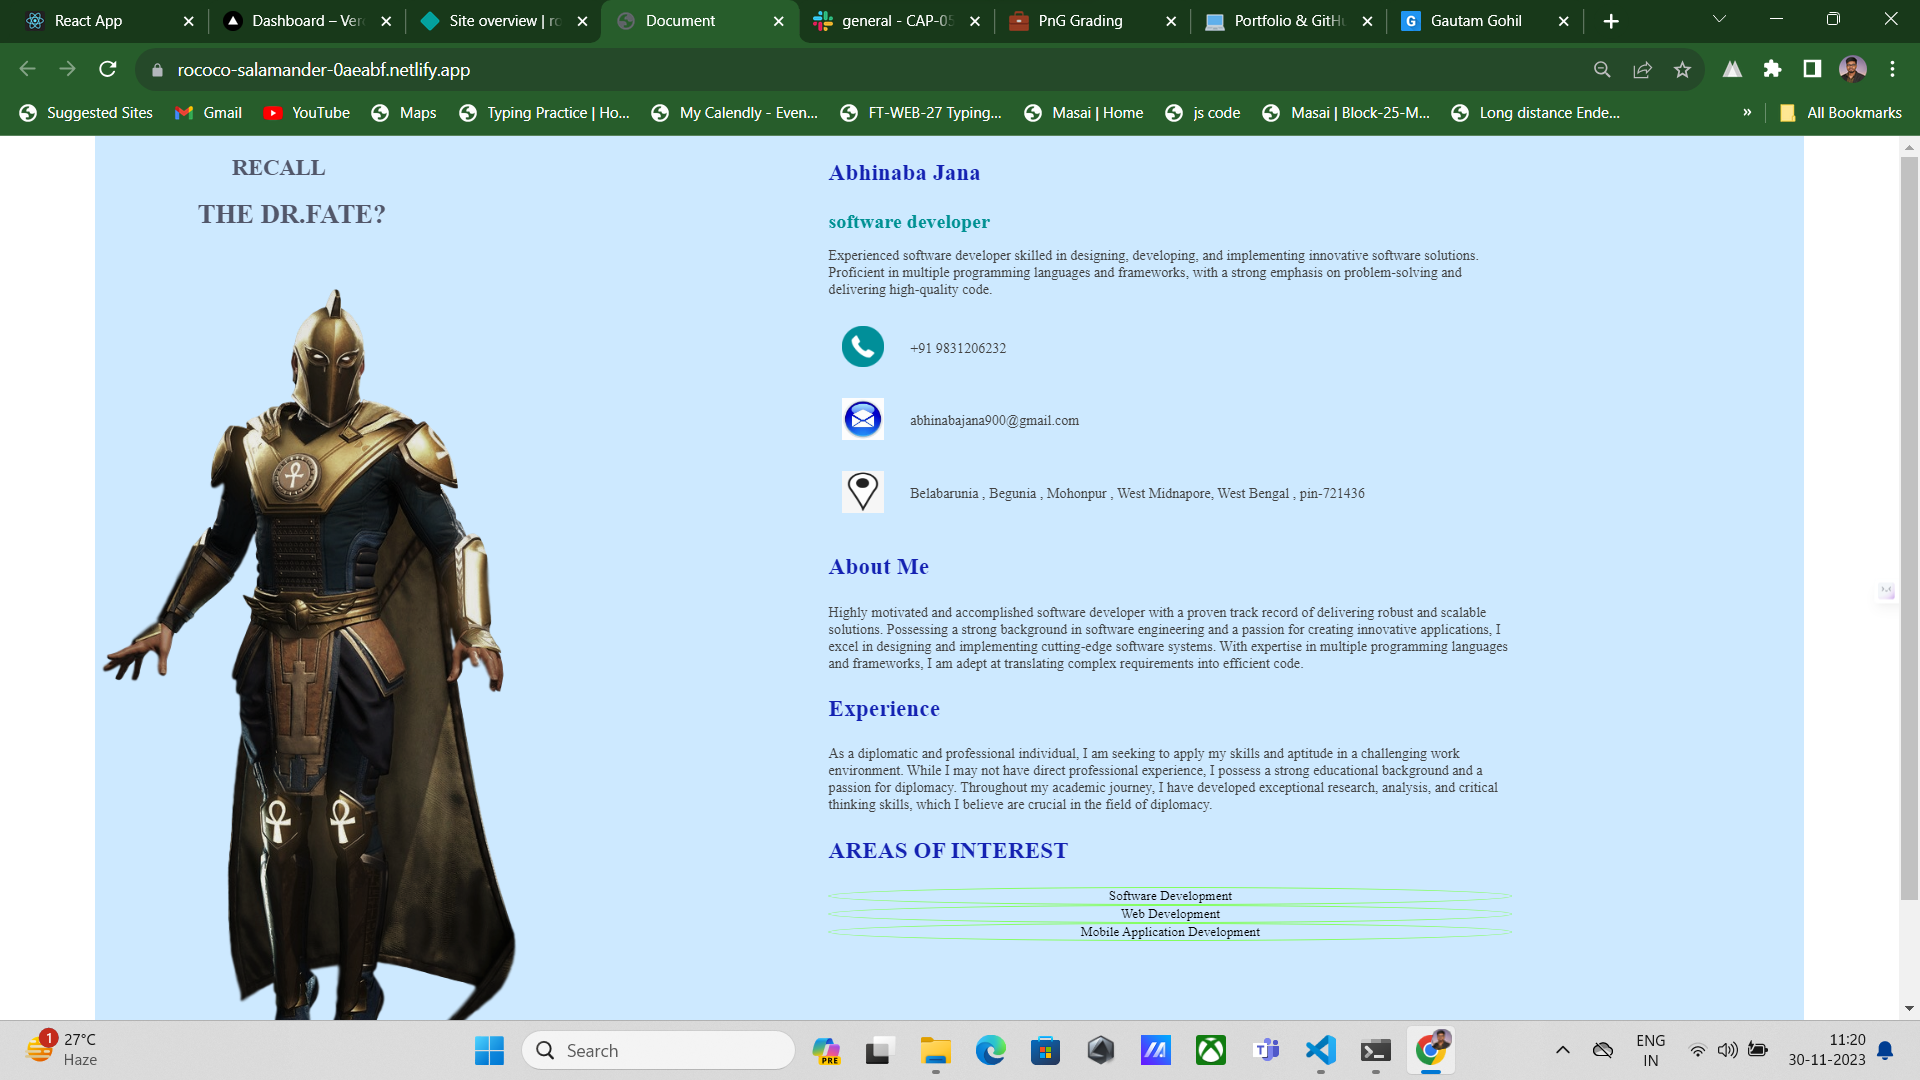 React App
Dashboard – Ver
Site overview | ro
Document
general - CAP-05
PnG Grading
Portfolio & GitHu
Gautam Gohil
rococo-salamander-0aeabf.netlify.app
Suggested Sites
Gmail
YouTube
Maps
Typing Practice | Ho...
My Calendly - Even...
FT-WEB-27 Typing...
Masai | Home
js code
Masai | Block-25-M...
Long distance Ende...
»
All Bookmarks
RECALL
THE DR.FATE?
Abhinaba Jana
software developer
Experienced software developer skilled in designing, developing, and implementing innovative software solutions.
Proficient in multiple programming languages and frameworks, with a strong emphasis on problem-solving and
delivering high-quality code.
+91 9831206232
abhinabajana900@gmail.com
Belabarunia , Begunia , Mohonpur , West Midnapore, West Bengal , pin-721436
About Me
Highly motivated and accomplished software developer with a proven track record of delivering robust and scalable
solutions. Possessing a strong background in software engineering and a passion for creating innovative applications, I
excel in designing and implementing cutting-edge software systems. With expertise in multiple programming languages
and frameworks, I am adept at translating complex requirements into efficient code.
Experience
As a diplomatic and professional individual, I am seeking to apply my skills and aptitude in a challenging work
environment. While I may not have direct professional experience, I possess a strong educational background and a
passion for diplomacy. Throughout my academic journey, I have developed exceptional research, analysis, and critical
thinking skills, which I believe are crucial in the field of diplomacy.
AREAS OF INTEREST
Software Development
Web Development
Mobile Application Development
1
27°C
Haze
Search
PRE
ENG
IN
11:20
30-11-2023